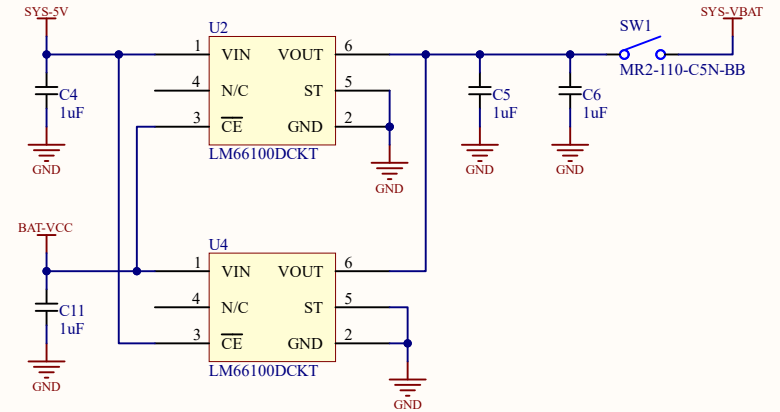 SYS-5V
SYS-VBAT
U2
SW1
1 VIN VOUT 6
C4
1uF
4 N/C ST 5
C5
1uF
C6
1uF
MR2-110-C5N-BB
3 CE GND 2
LM66100DCKT
GND
GND
GND
GND
BAT-VCC
U4
1 VIN VOUT 6
C11
1uF
4 N/C ST 5
3 CE GND 2
LM66100DCKT
GND
GND